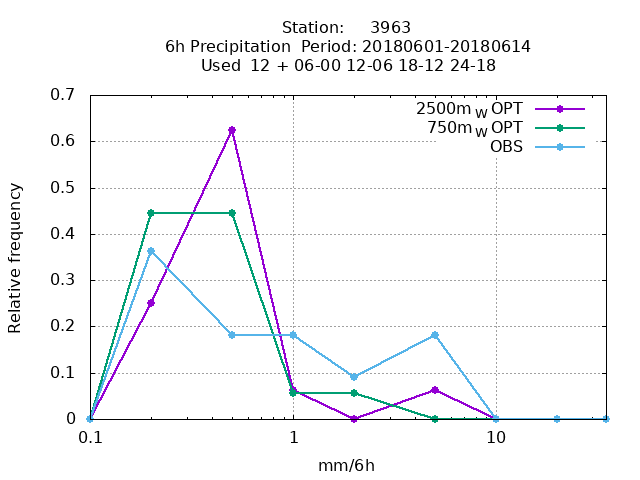 Station: 3963
6h Precipitation Period: 20180601-20180614
Used 12 + 06-00 12-06 18-12 24-18
2500m W OPT
750m W OPT
OBS
0.7
0.6
0.5
0.4
0.3
0.2
0.1
0
Relative frequency
0.1 1 10
mm/6h